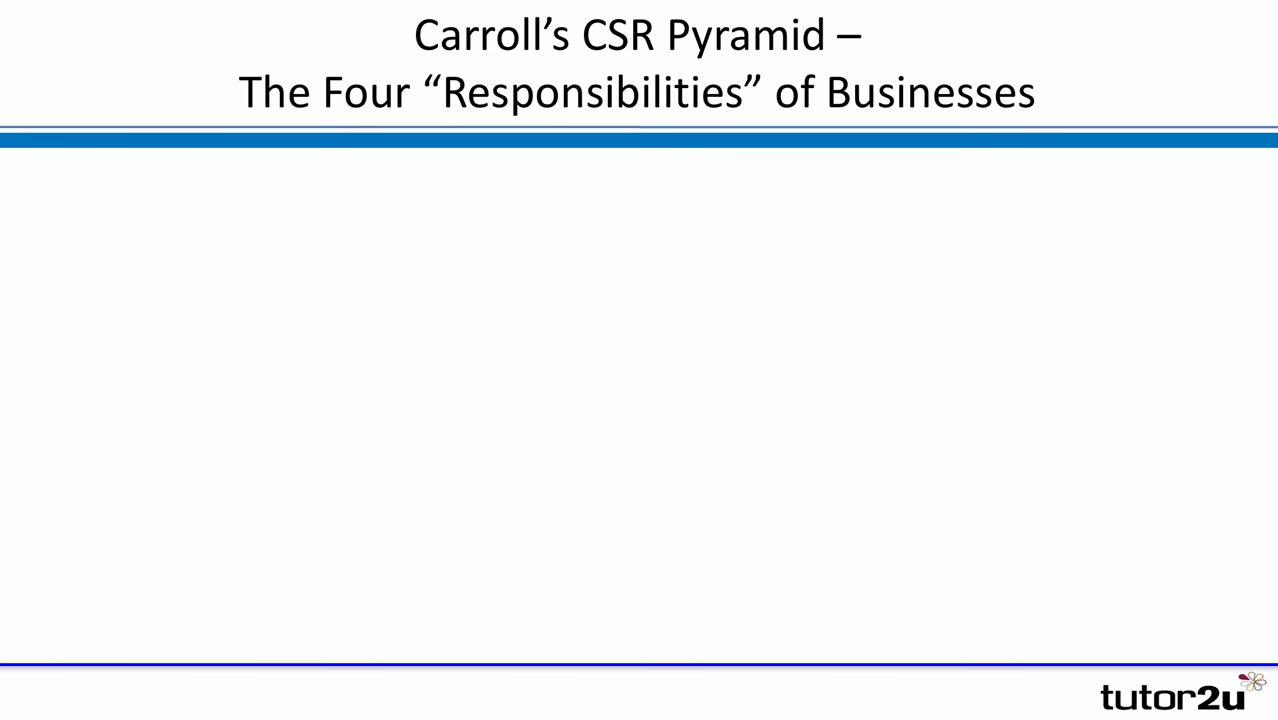 Carroll’s CSR Pyramid –
The Four “Responsibilities” of Businesses
tutor2u